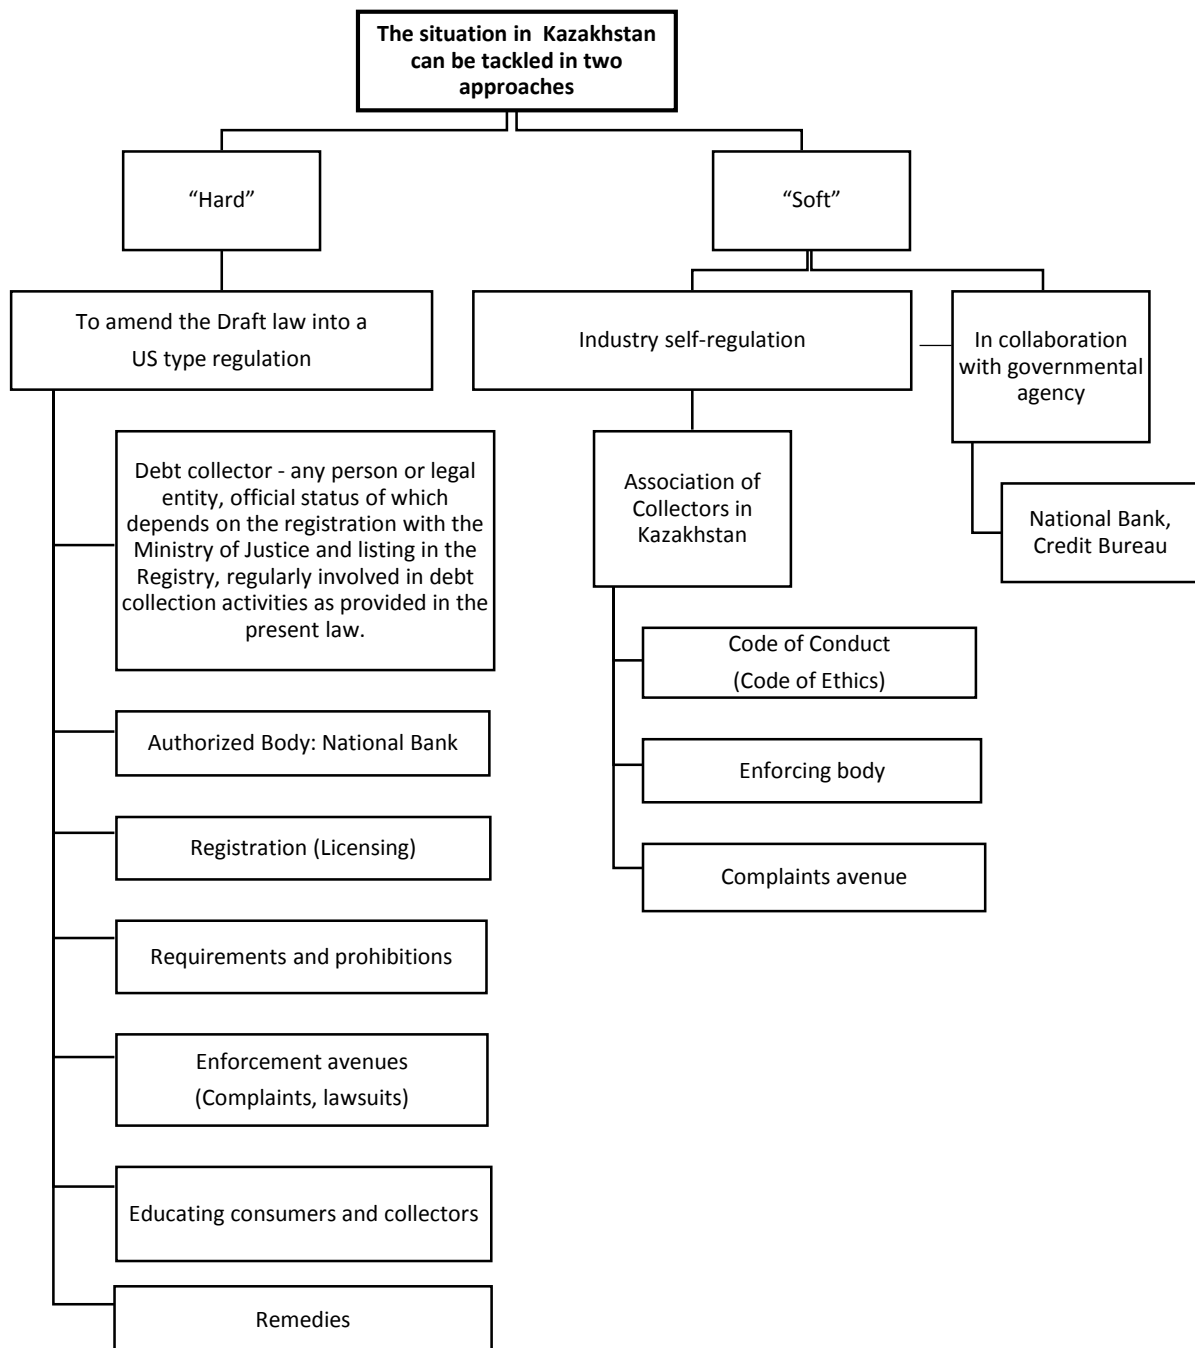 The situation in Kazakhstan
can be tackled in two
approaches
“Hard”
“Soft”
To amend the Draft law into a
US type regulation
Industry self-regulation
In collaboration
with governmental
agency
Debt collector - any person or legal
entity, official status of which
depends on the registration with the
Ministry of Justice and listing in the
Registry, regularly involved in debt
collection activities as provided in the
present law.
Association of
Collectors in
Kazakhstan
National Bank,
Credit Bureau
Code of Conduct
(Code of Ethics)
Authorized Body: National Bank
Enforcing body
Registration (Licensing)
Complaints avenue
Requirements and prohibitions
Enforcement avenues
(Complaints, lawsuits)
Educating consumers and collectors
Remedies